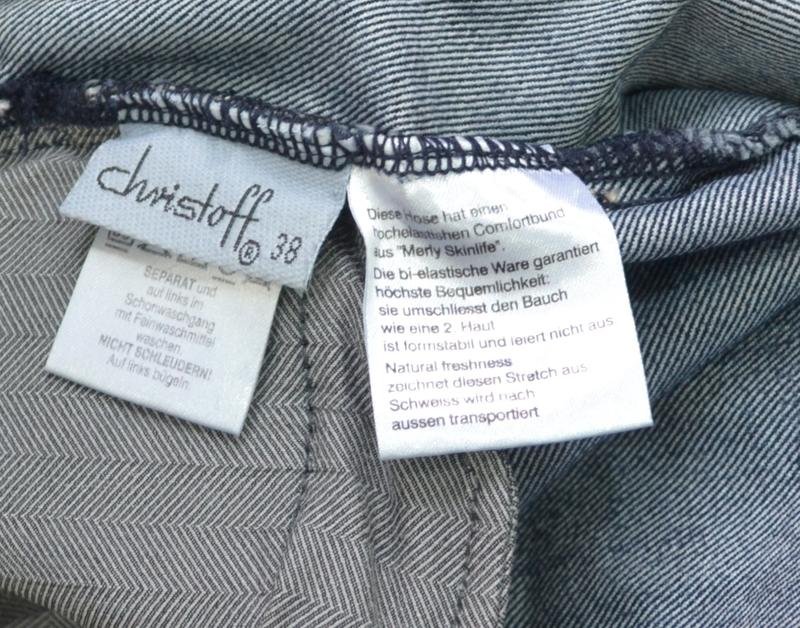 christoff® 38
SEPARAT und
auf links im
Schonwaschgang
mit Feinwaschmittel
waschen.
NICHT SCHLEUDERN!
Auf links bügeln.
Diese Hose hat einen
hochelastischen Comfortbund
aus "Merly Skinlife".
Die bi-elastische Ware garantiert
höchste Bequemlichkeit:
sie umschliesst den Bauch
wie eine 2. Haut
ist formstabil und leiert nicht aus
Natural freshness
zeichnet diesen Stretch aus
Schweiss wird nach
aussen transportiert